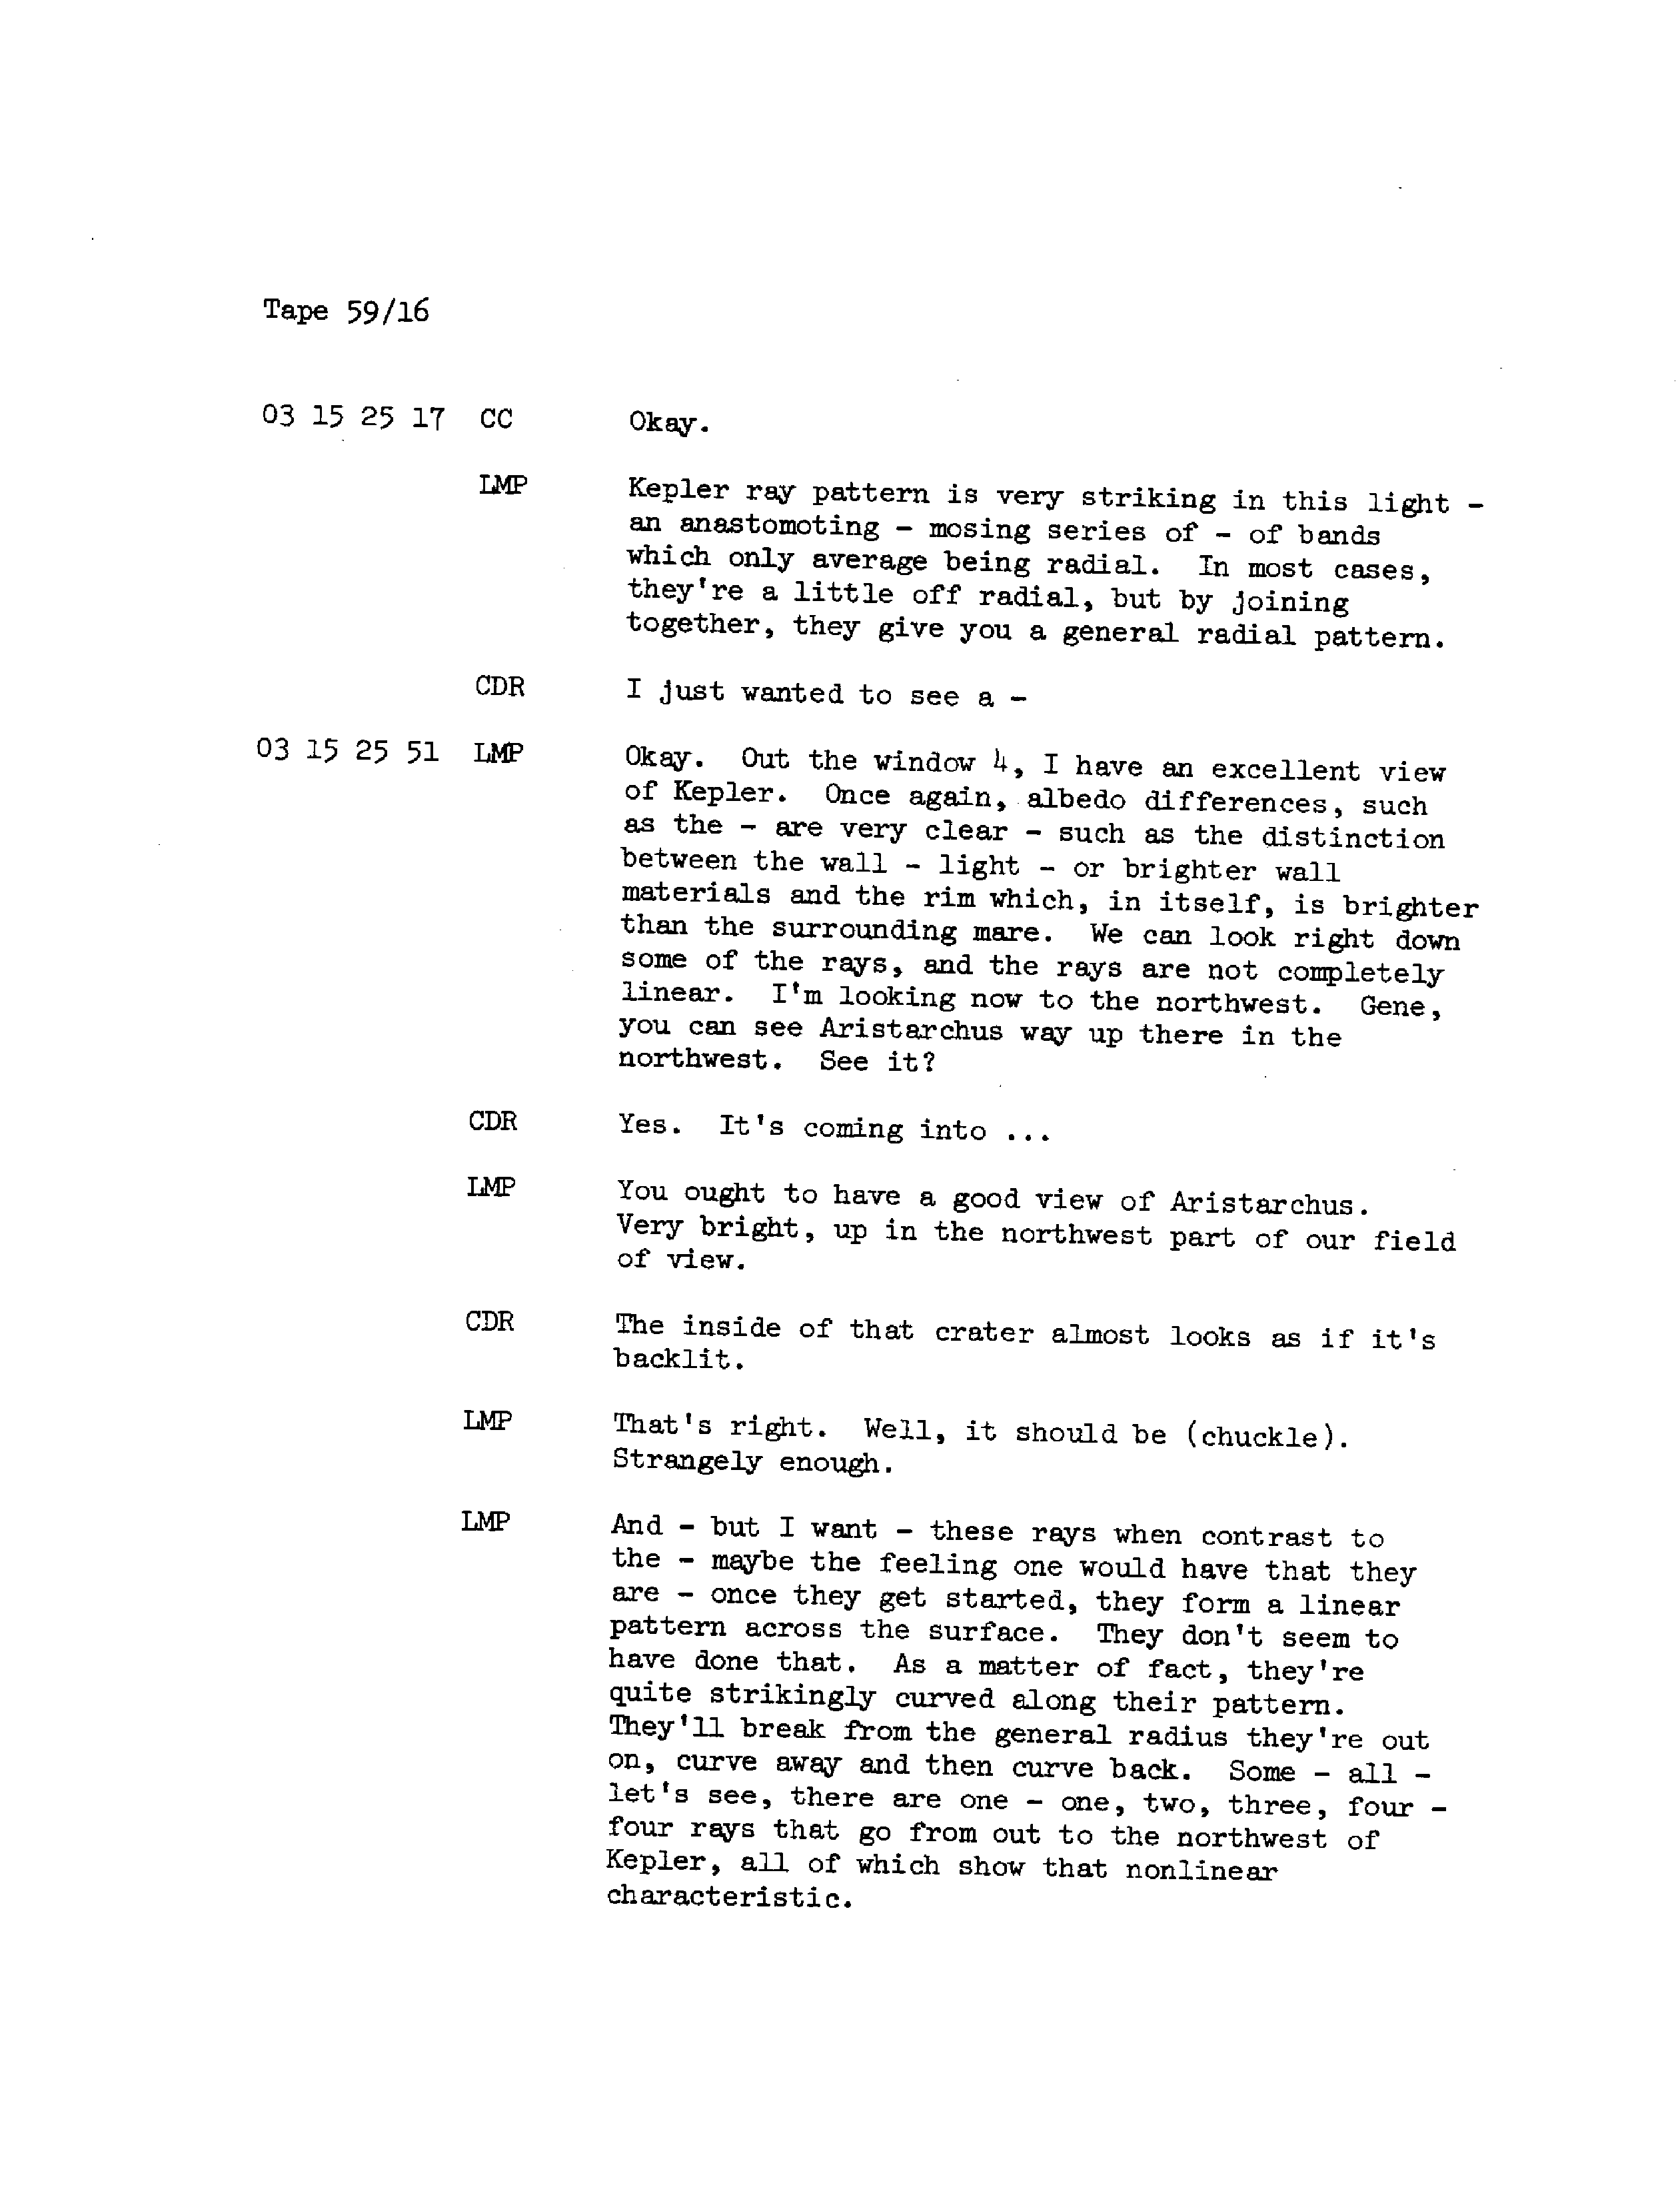 Tape 59/16
03 15 25 17 CC Okay.
LMP Kepler ray pattern is very striking in this light -
an anastomoting - mosing series of - of bands
which only average being radial. In most cases,
they're a little off radial, but by joining
together, they give you a general radial pattern.
CDR I just wanted to see a -
03 15 25 51 LMP Okay. Out the window 4, I have an excellent view
of Kepler. Once again, albedo differences, such
as the - are very clear - such as the distinction
between the wall - light - or brighter wall
materials and the rim which, in itself, is brighter
than the surrounding mare. We can look right down
some of the rays, and the rays are not completely
linear. I'm looking now to the northwest. Gene,
you can see Aristarchus way up there in the
northwest. See it?
CDR Yes. It's coming into ...
LMP You ought to have a good view of Aristarchus.
Very bright, up in the northwest part of our field
of view.
CDR The inside of that crater almost looks as if it's
backlit.
LMP That's right. Well, it should be (chuckle).
Strangely enough.
LMP And - but I want - these rays when contrast to
the - maybe the feeling one would have that they
are - once they get started, they form a linear
pattern across the surface. They don't seem to
have done that. As a matter of fact, they're
quite strikingly curved along their pattern.
They'll break from the general radius they're out
on, curve away and then curve back. Some - all -
let's see, there are one - one, two, three, four -
four rays that go from out to the northwest of
Kepler, all of which show that nonlinear
characteristic.